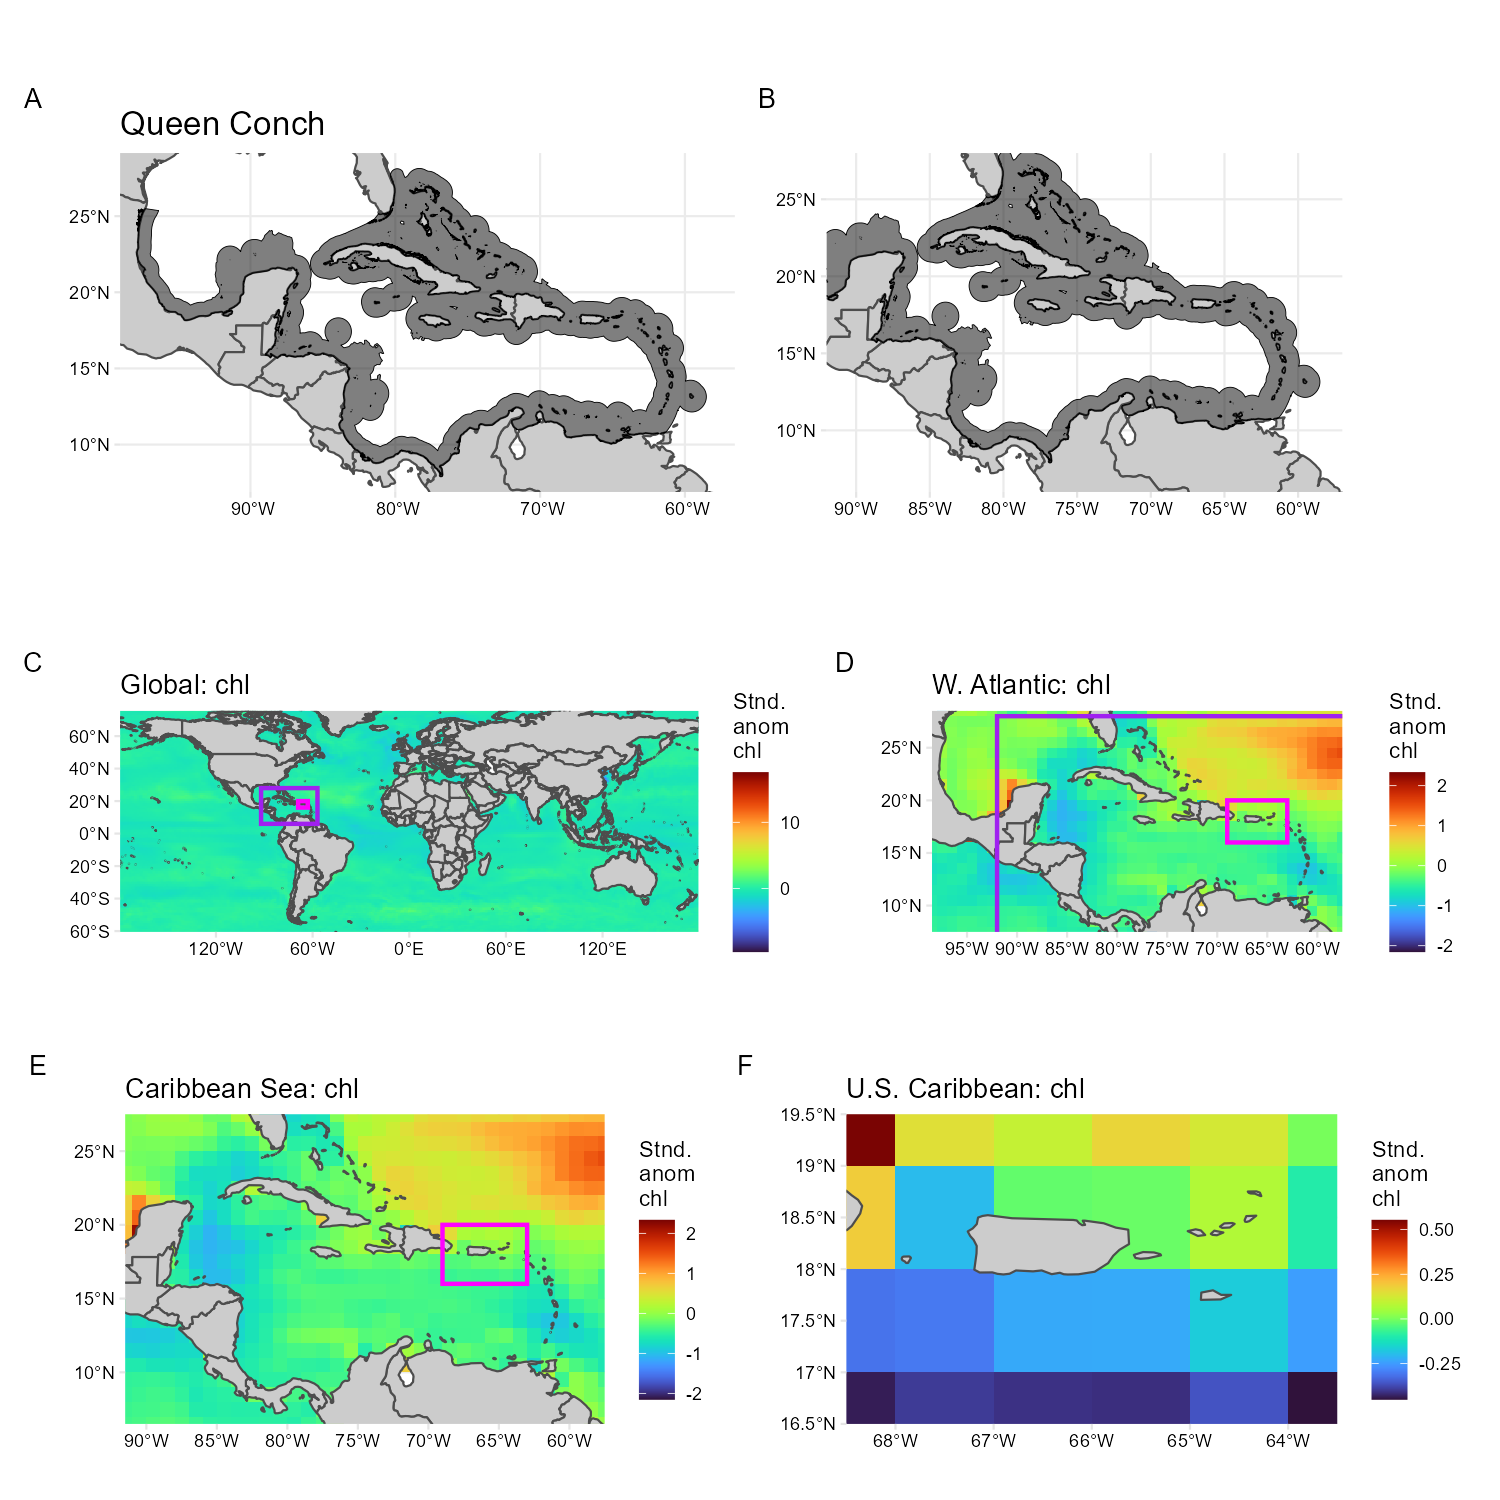 A
B
Queen Conch
25°N
20°N
15°N
10°N
90°W
80°W
70°W
60°W
25°N
20°N
15°N
10°N
90°W
85°W
80°W
75°W
70°W
65°W
60°W
C
Global: chl
60°N
40°N
20°N
0°N
20°S
40°S
60°S
120°W
60°W
0°E
60°E
120°E
Stnd.
anom
chl
10
0
D
W. Atlantic: chl
25°N
20°N
15°N
10°N
95°W
90°W
85°W
80°W
75°W
70°W
65°W
60°W
Stnd.
anom
chl
2
1
0
-1
-2
E
Caribbean Sea: chl
25°N
20°N
15°N
10°N
90°W
85°W
80°W
75°W
70°W
65°W
60°W
Stnd.
anom
chl
2
1
0
-1
-2
F
U.S. Caribbean: chl
19.5°N
19°N
18.5°N
18°N
17.5°N
17°N
16.5°N
68°W
67°W
66°W
65°W
64°W
Stnd.
anom
chl
0.50
0.25
0.00
-0.25